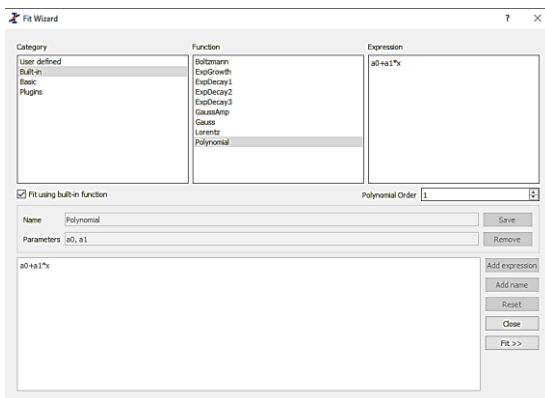 Fit Wizard
? ×
Category
Function
Expression
User defined
Built-in
Basic
Plugins
Boltzmann
ExpGrowth
ExpDecay1
ExpDecay2
ExpDecay3
GaussAmp
Gauss
Lorentz
Polynomial
a0+a1*x
Fit using built-in function
Polynomial Order 1
Name Polynomial
Save
Parameters a0, a1
Remove
a0+a1*x
Add expression
Add name
Reset
Close
Fit >>